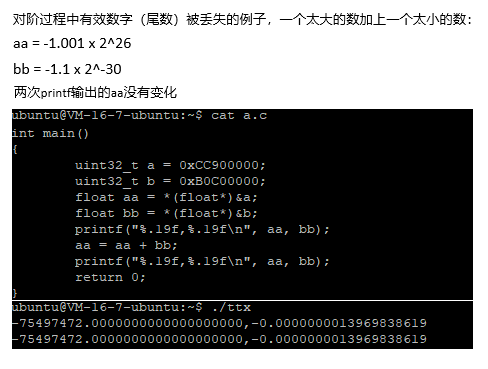 对阶过程中有效数字（尾数）被丢失的例子，一个太大的数加上一个太小的数：
aa = -1.001 x 2^26
bb = -1.1 x 2^-30
两次printf输出的aa没有变化
ubuntu@VM-16-7-ubuntu:~$ cat a.c
int main()
{
        uint32_t a = 0xCC900000;
        uint32_t b = 0xB0C00000;
        float aa = *(float*)&a;
        float bb = *(float*)&b;
        printf("%.19f,%.19f\n", aa, bb);
        aa = aa + bb;
        printf("%.19f,%.19f\n", aa, bb);
        return 0;
}
ubuntu@VM-16-7-ubuntu:~$ ./ttx
-75497472.0000000000000000000,-0.0000000013969838619
-75497472.0000000000000000000,-0.0000000013969838619